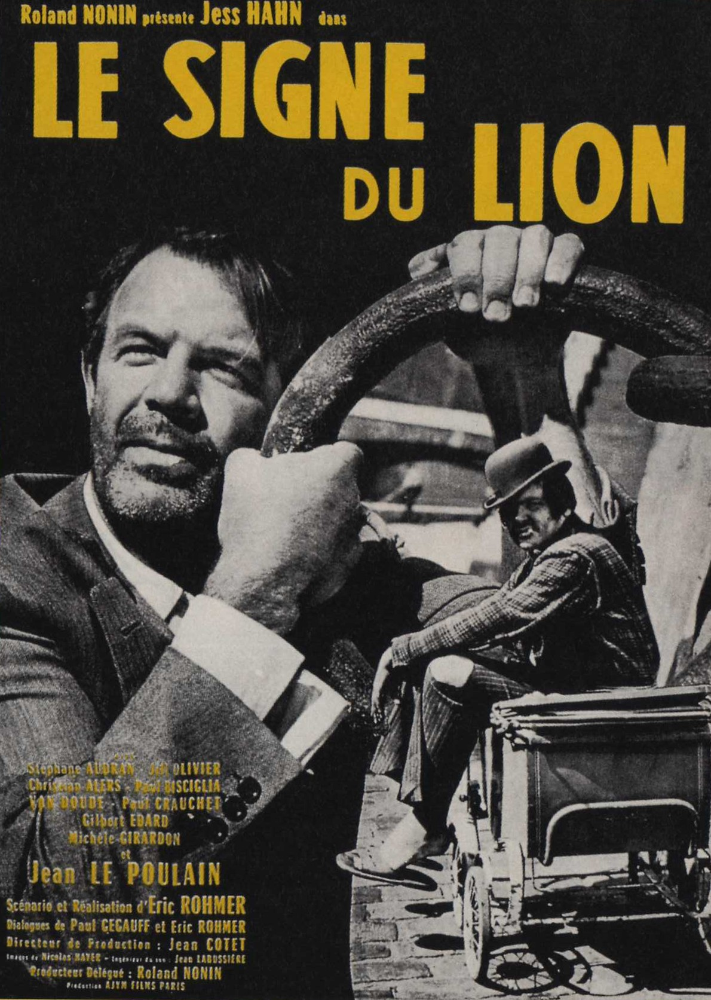 Roland NONIN présente Jess HAHN dans
LE SIGNE
DU LION
avec
Stéphane AUDRAN - Jill OLIVIER
Christian ALERS - Paul BISCIGLIA
VAN DOUDE - Paul CRAUCHET
Gilbert EDARD
Michèle GIRARDON
et
Jean LE POULAIN
Scénario et Réalisation d'Eric ROHMER
Dialogues de Paul GEGAUFF et Eric ROHMER
Directeur de Production : Jean COTET
Images de Nicolas HAYER - Ingénieur du son : Jean LABUSSIÈRE
Producteur Délégué : Roland NONIN
Production AJYM FILMS PARIS